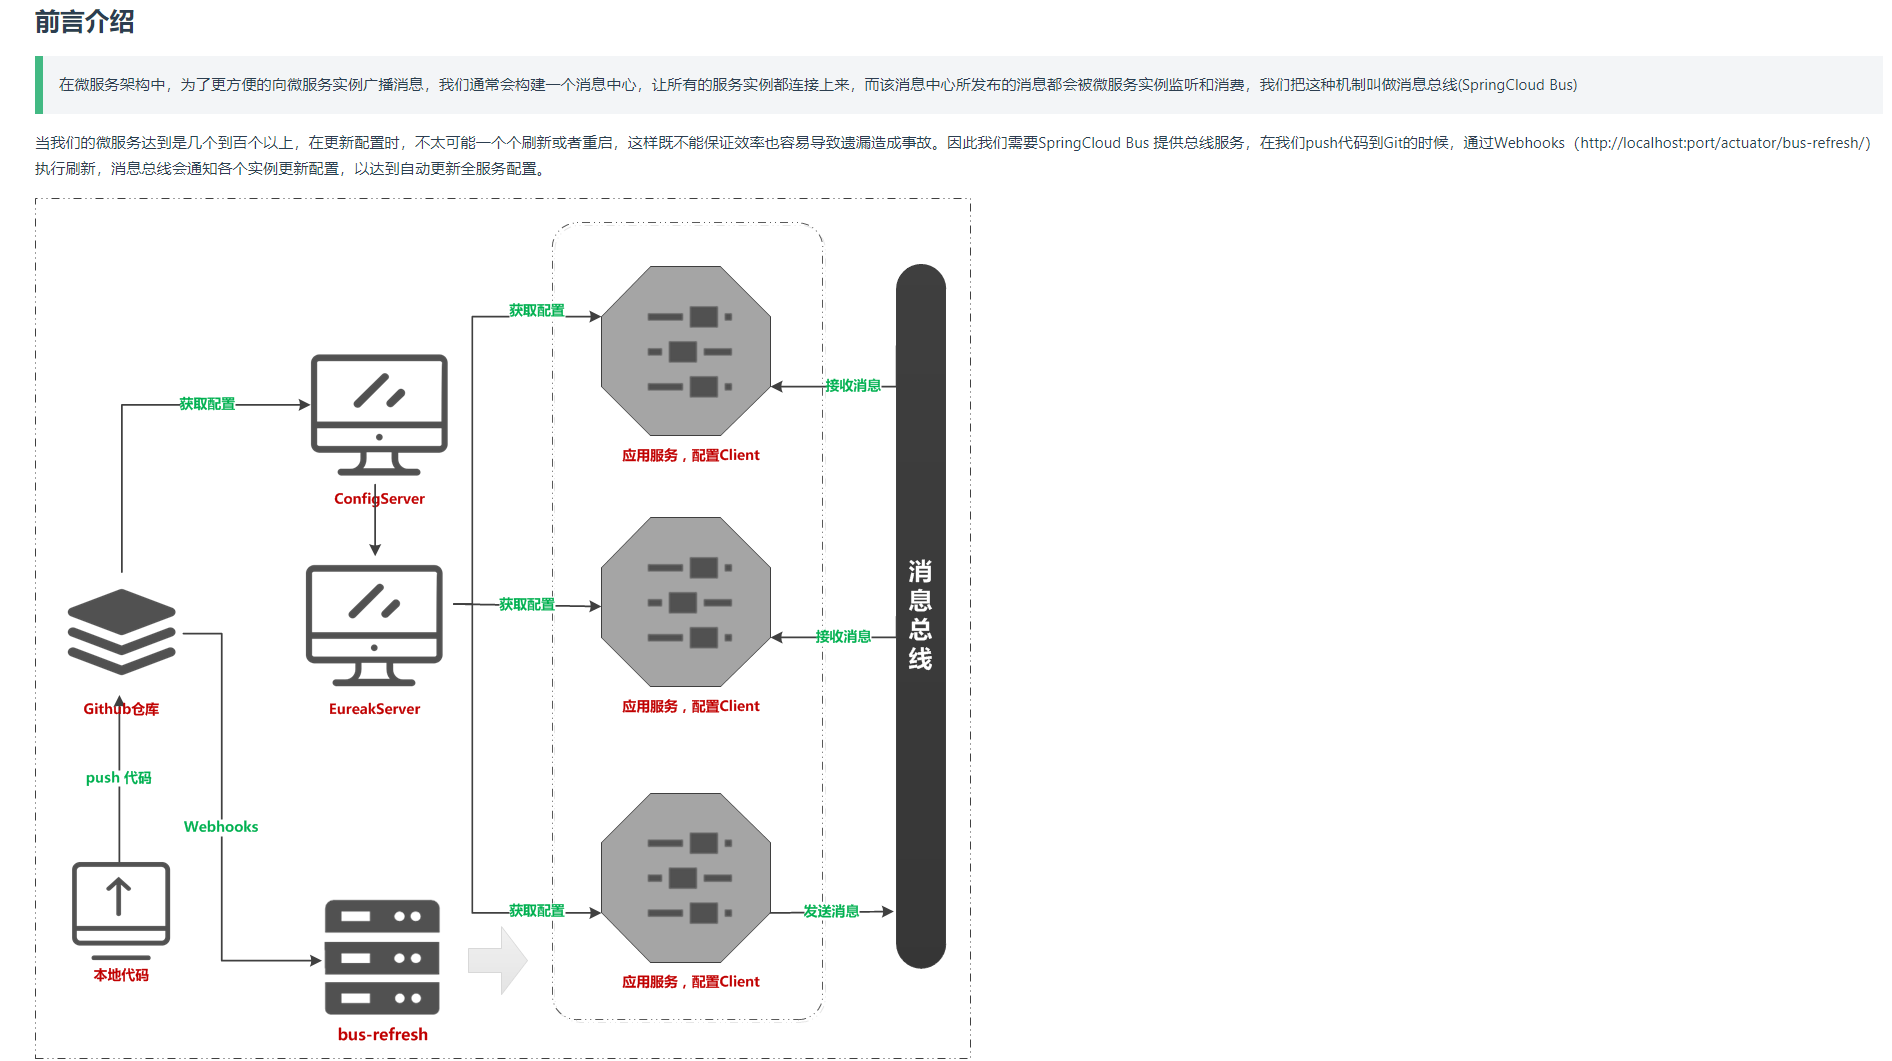 前言介绍
在微服务架构中，为了更方便的向微服务实例广播消息，我们通常会构建一个消息中心，让所有的服务实例都连接上来，而该消息中心所发布的消息都会被微服务实例监听和消费，我们把这种机制叫做消息总线(SpringCloud Bus)
当我们的微服务达到是几个到百个以上，在更新配置时，不太可能一个个刷新或者重启，这样既不能保证效率也容易导致遗漏造成事故。因此我们需要SpringCloud Bus 提供总线服务，在我们push代码到Git的时候，通过Webhooks（http://localhost:port/actuator/bus-refresh/）
执行刷新，消息总线会通知各个实例更新配置，以达到自动更新全服务配置。
获取配置
接收消息
获取配置
应用服务，配置Client
ConfigServer
消息总线
获取配置
接收消息
Github仓库
EureakServer
应用服务，配置Client
push 代码
Webhooks
获取配置
发送消息
本地代码
应用服务，配置Client
bus-refresh